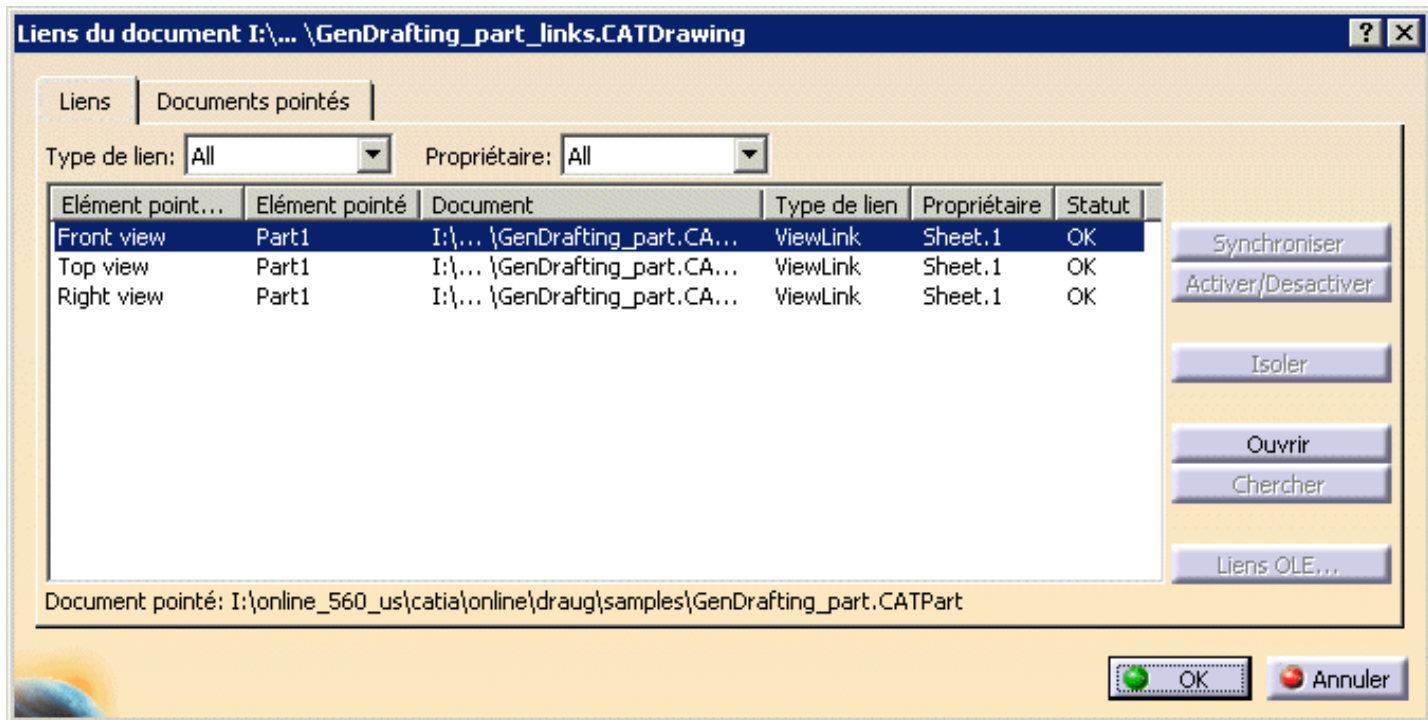 Liens du document I:\... \GenDrafting_part_links.CATDrawing
Liens Documents pointés
Type de lien: All Propriétaire: All
Elément point... Elément pointé Document Type de lien Propriétaire Statut
Front view Part1 I:\... \GenDrafting_part.CA... ViewLink Sheet.1 OK
Top view Part1 I:\... \GenDrafting_part.CA... ViewLink Sheet.1 OK
Right view Part1 I:\... \GenDrafting_part.CA... ViewLink Sheet.1 OK
Synchroniser
Activer/Desactiver
Isoler
Ouvrir
Chercher
Liens OLE...
Document pointé: I:\online_560_us\catia\online\draug\samples\GenDrafting_part.CATPart
OK Annuler